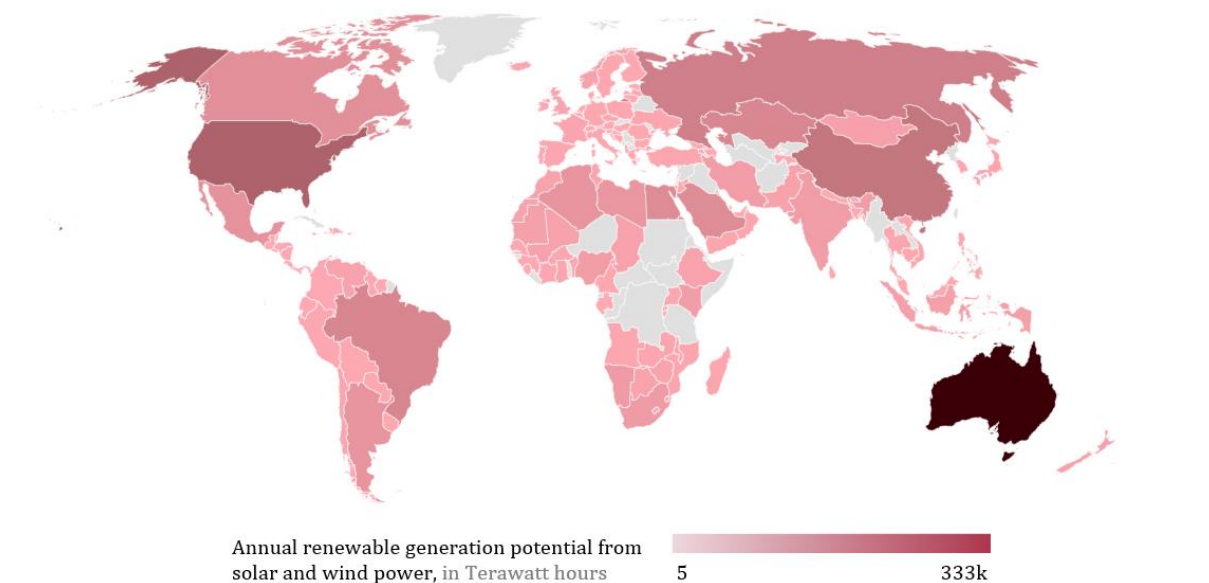 Annual renewable generation potential from
solar and wind power, in Terawatt hours
5
333k